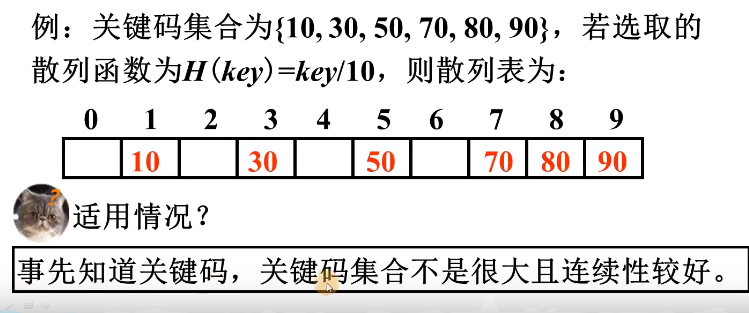 例：关键码集合为{10, 30, 50, 70, 80, 90}，若选取的
散列函数为H(key)=key/10，则散列表为：
0 1 2 3 4 5 6 7 8 9
10 30 50 70 80 90
?
适用情况？
事先知道关键码，关键码集合不是很大且连续性较好。